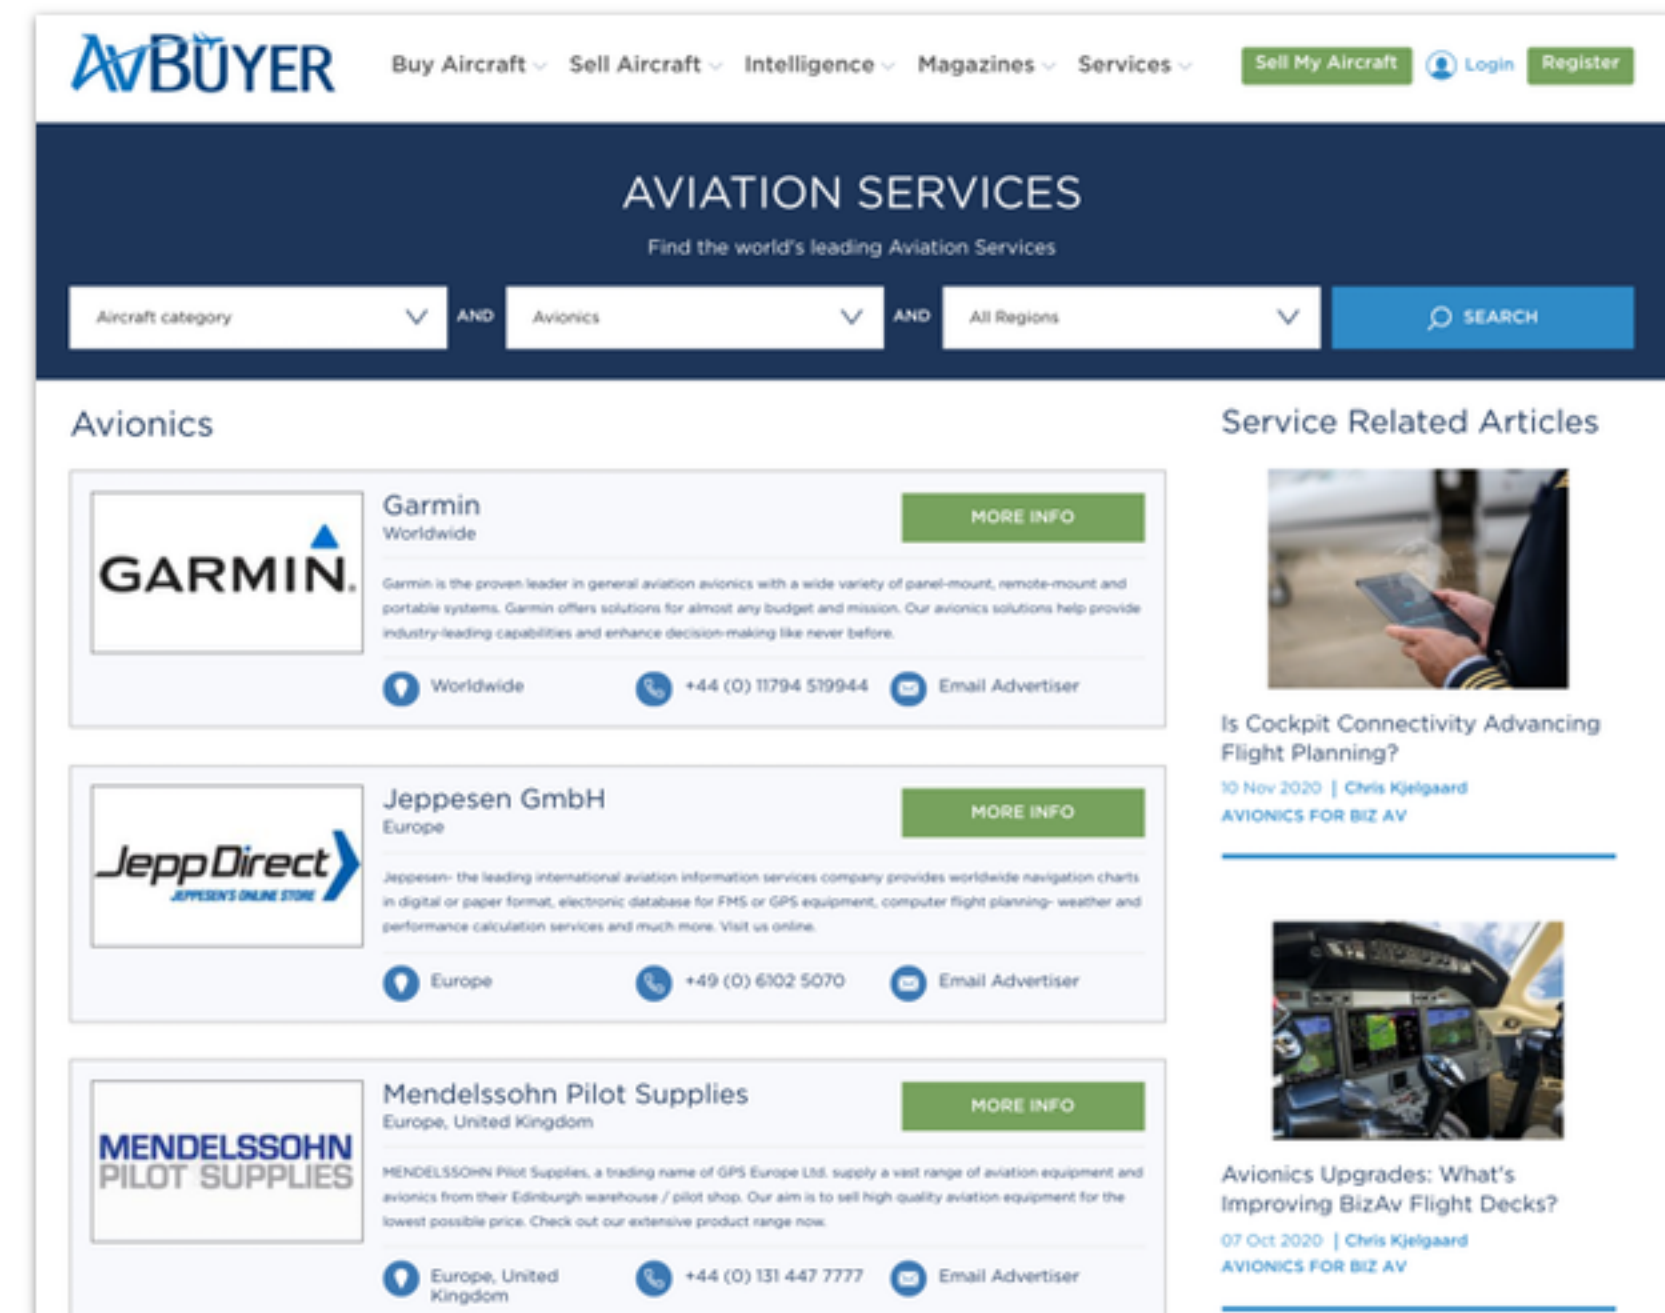 AVBUYER
Buy Aircraft Sell Aircraft Intelligence Magazines Services Sell My Aircraft Login Register
AVIATION SERVICES
Find the world's leading Aviation Services
Aircraft category AND Avionics AND All Regions SEARCH
Avionics
GARMIN.
Garmin
Worldwide
MORE INFO
Garmin is the proven leader in general aviation avionics with a wide variety of panel-mount, remote-mount and
portable systems. Garmin offers solutions for almost any budget and mission. Our avionics solutions help provide
industry-leading capabilities and enhance decision-making like never before.
Worldwide +44 (0) 11794 519944 Email Advertiser
Jepp Direct
JEPPESEN'S ONLINE STORE
Jeppesen GmbH
Europe
MORE INFO
Jeppesen- the leading international aviation information services company provides worldwide navigation charts
in digital or paper format, electronic database for FMS or GPS equipment, computer flight planning- weather and
performance calculation services and much more. Visit us online.
Europe +49 (0) 6102 5070 Email Advertiser
MENDELSSOHN
PILOT SUPPLIES
Mendelssohn Pilot Supplies
Europe, United Kingdom
MORE INFO
MENDELSSOHN Pilot Supplies, a trading name of GPS Europe Ltd. supply a vast range of aviation equipment and
avionics from their Edinburgh warehouse / pilot shop. Our aim is to sell high quality aviation equipment for the
lowest possible price. Check out our extensive product range now.
Europe, United
Kingdom
+44 (0) 131 447 7777 Email Advertiser
Service Related Articles
Is Cockpit Connectivity Advancing
Flight Planning?
10 Nov 2020 | Chris Kjelgaard
AVIONICS FOR BIZ AV
Avionics Upgrades: What's
Improving BizAv Flight Decks?
07 Oct 2020 | Chris Kjelgaard
AVIONICS FOR BIZ AV